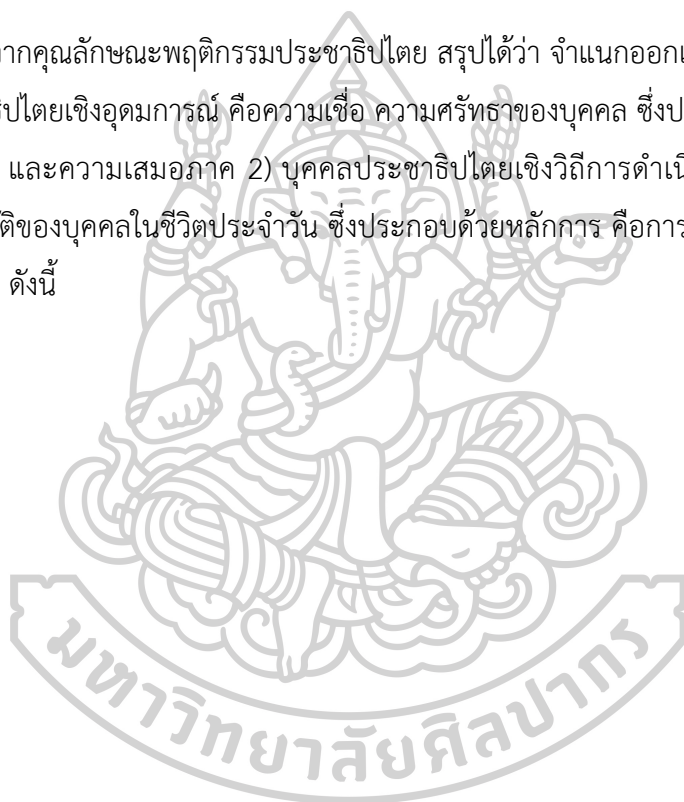 ากคุณลักษณะพฤติกรรมประชาธิปไตย สรุปได้ว่า จำแนกออกเ
ธิปไตยเชิงอุดมการณ์ คือความเชื่อ ความศรัทธาของบุคคล ซึ่งป
และความเสมอภาค 2) บุคคลประชาธิปไตยเชิงวิถีการดำเนิ
ติของบุคคลในชีวิตประจำวัน ซึ่งประกอบด้วยหลักการ คือการ
ดังนี้
มหาวิทยาลัยศิลปากร